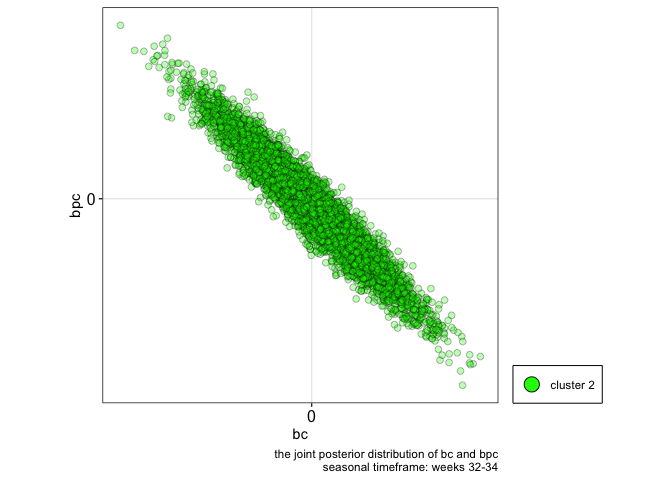 bpc
0
0
bc
cluster 2
the joint posterior distribution of bc and bpc
seasonal timeframe: weeks 32-34